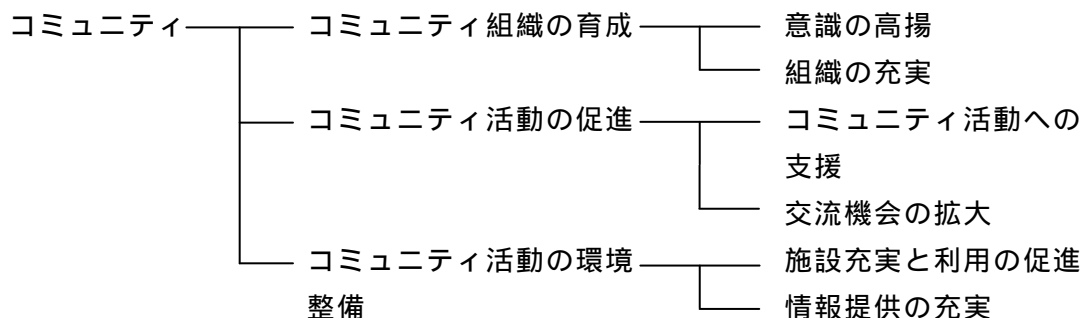 コミュニティ コミュニティ組織の育成 意識の高揚
組織の充実
コミュニティ活動の促進 コミュニティ活動への
支援
交流機会の拡大
コミュニティ活動の環境 施設充実と利用の促進
整備 情報提供の充実